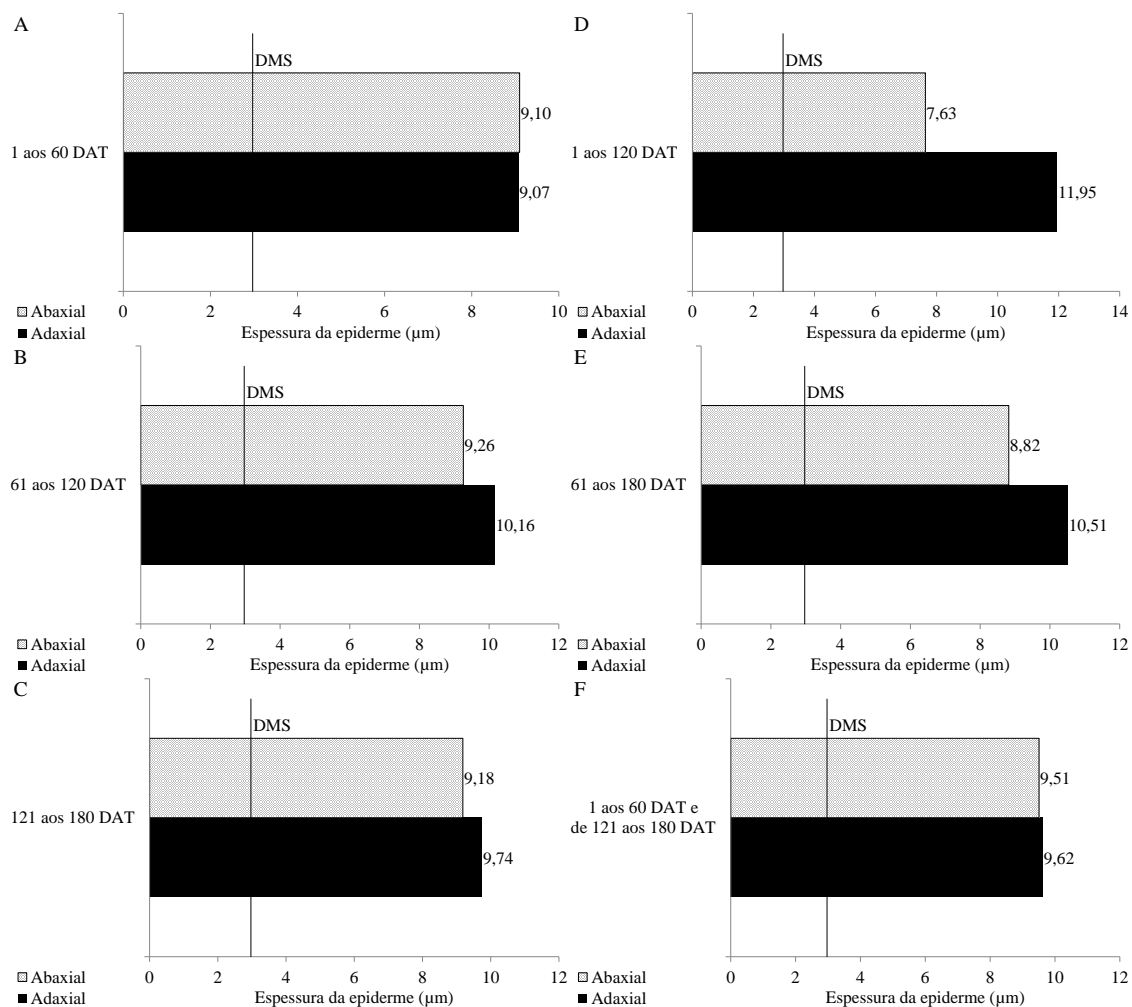 A
DMS
9,10
1 aos 60 DAT
9,07
0 2 4 6 8 10
Abaxial
Adaxial
Espessura da epiderme (µm)
D
DMS
7,63
1 aos 120 DAT
11,95
0 2 4 6 8 10 12 14
Abaxial
Adaxial
Espessura da epiderme (µm)
B
DMS
9,26
61 aos 120 DAT
10,16
0 2 4 6 8 10 12
Abaxial
Adaxial
Espessura da epiderme (µm)
E
DMS
8,82
61 aos 180 DAT
10,51
0 2 4 6 8 10 12
Abaxial
Adaxial
Espessura da epiderme (µm)
C
DMS
9,18
121 aos 180 DAT
9,74
0 2 4 6 8 10 12
Abaxial
Adaxial
Espessura da epiderme (µm)
F
DMS
9,51
1 aos 60 DAT e
de 121 aos 180 DAT
9,62
0 2 4 6 8 10 12
Abaxial
Adaxial
Espessura da epiderme (µm)